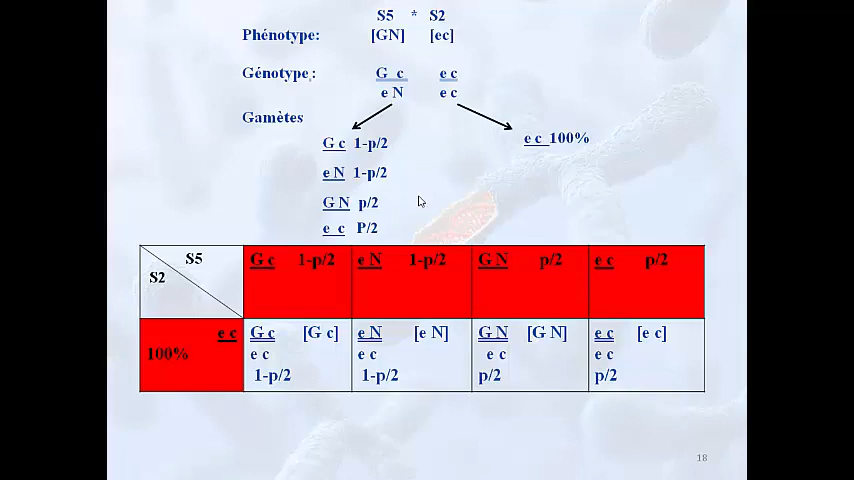 S5 * S2
Phénotype: [GN] [ec]
Génotype : G c e c
e N e c
Gamètes
e c 100%
G c 1-p/2
e N 1-p/2
G N p/2
e c P/2
S5 G c 1-p/2 e N 1-p/2 G N p/2 e c p/2
S2
e c G c [G c] e N [e N] G N [G N] e c [e c]
100% e c e c e c e c
1-p/2 1-p/2 p/2 p/2
18